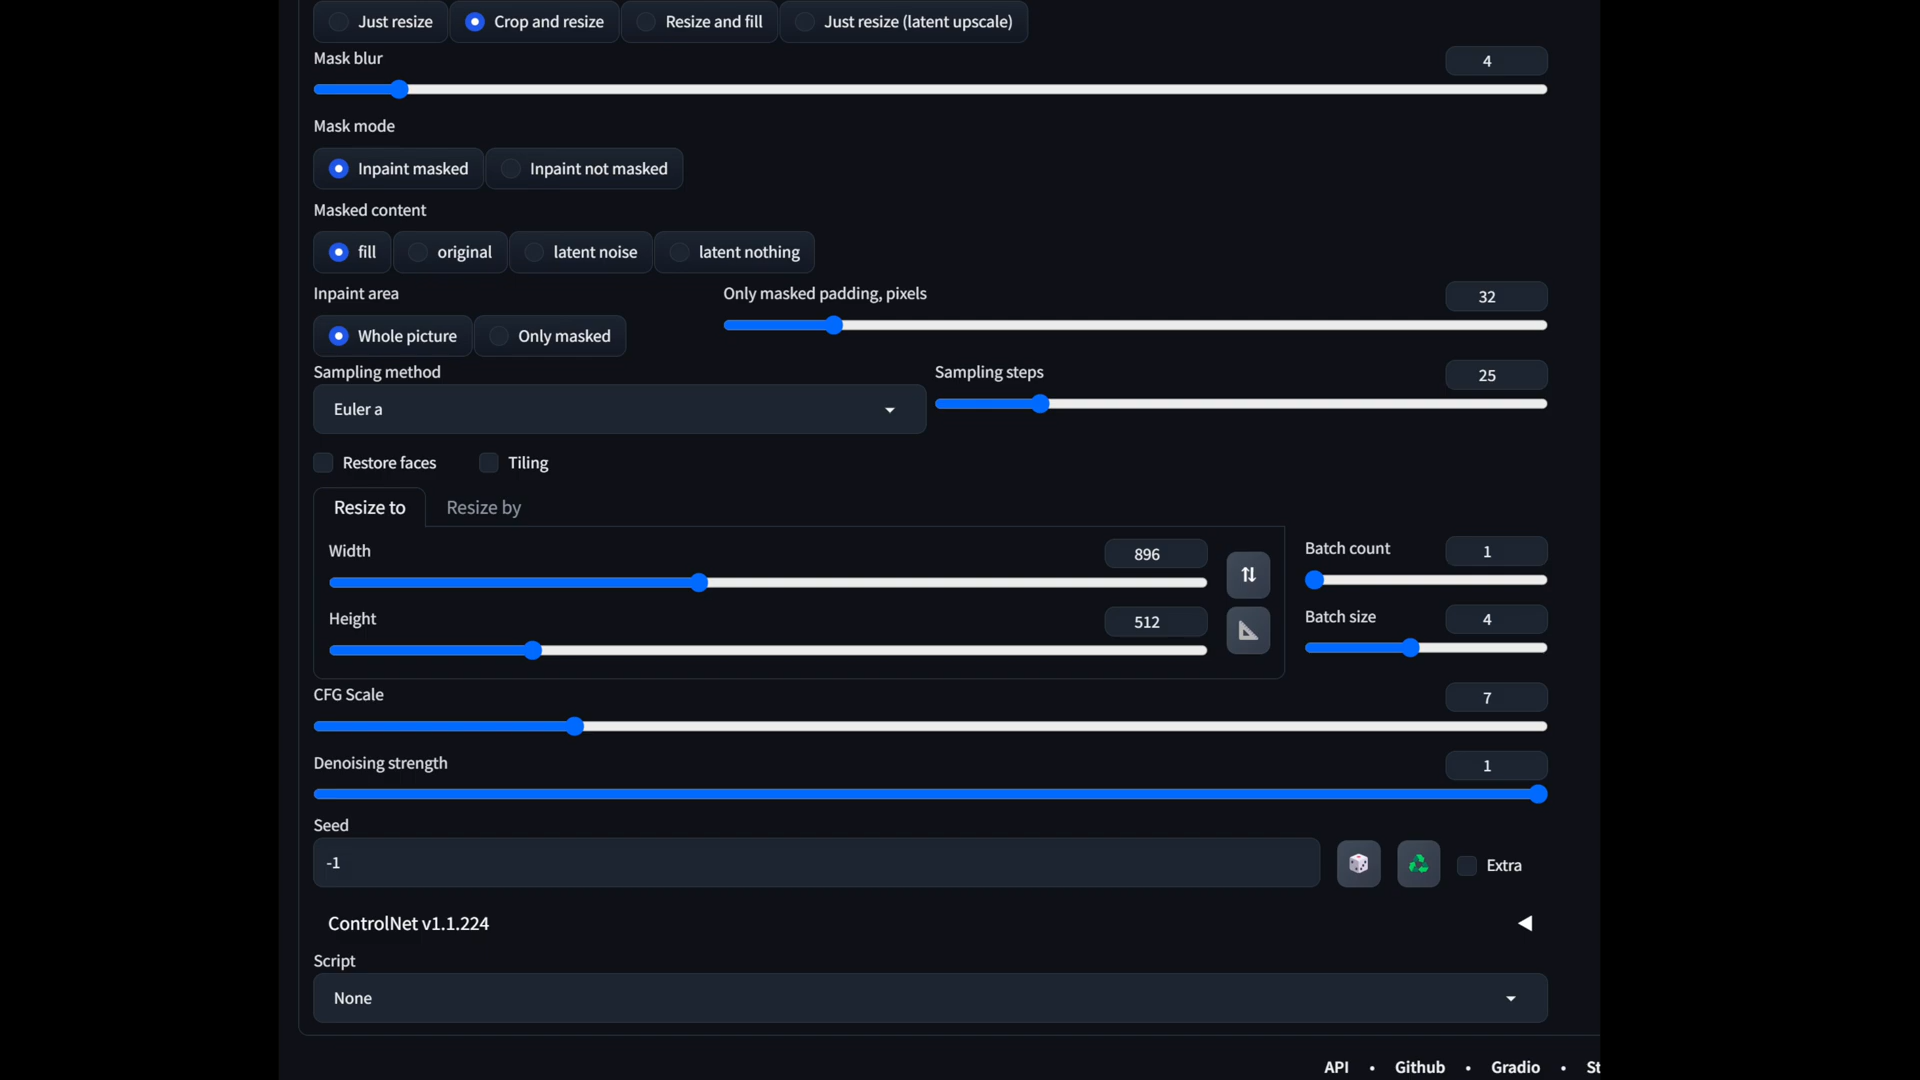 Just resize Crop and resize Resize and fill Just resize (latent upscale)
Mask blur 4
Mask mode
Inpaint masked Inpaint not masked
Masked content
fill original latent noise latent nothing
Inpaint area Only masked padding, pixels 32
Whole picture Only masked
Sampling method Sampling steps 25
Euler a
Restore faces Tiling
Resize to Resize by
Width 896 Batch count 1
Height 512 Batch size 4
CFG Scale 7
Denoising strength 1
Seed
-1 Extra
ControlNet v1.1.224
Script
None
API • Github • Gradio • St